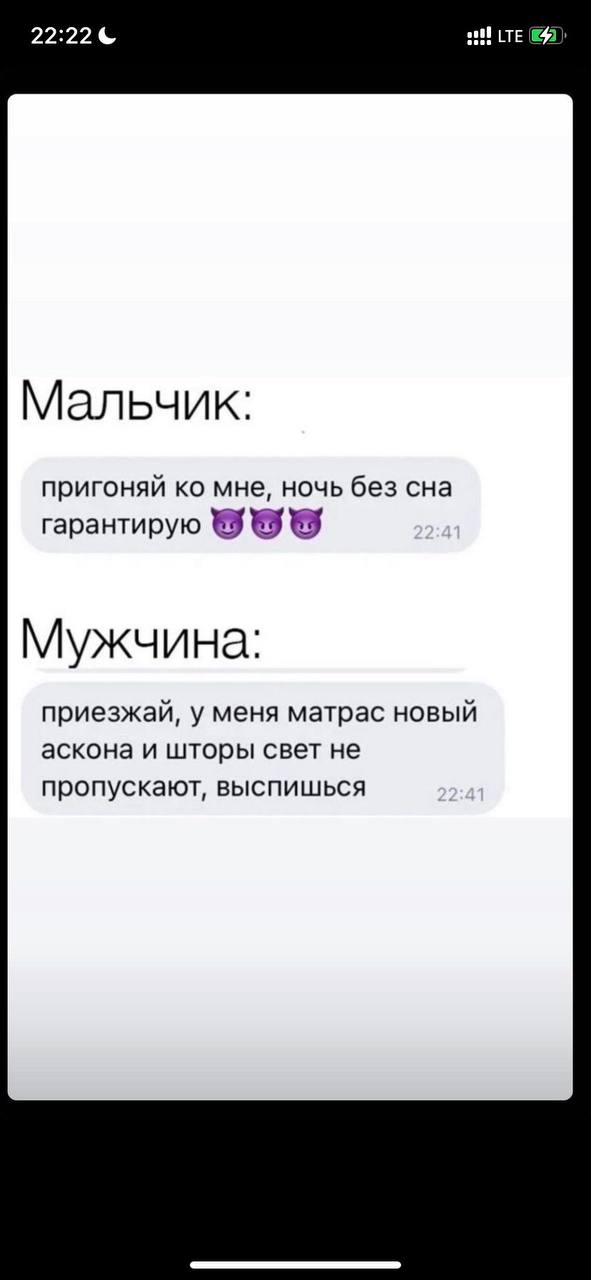 22:22
LTE
Мальчик:
пригоняй ко мне, ночь без сна
гарантирую 😈😈😈
22:41
Мужчина:
приезжай, у меня матрас новый
аскона и шторы свет не
пропускают, выспишься
22:41